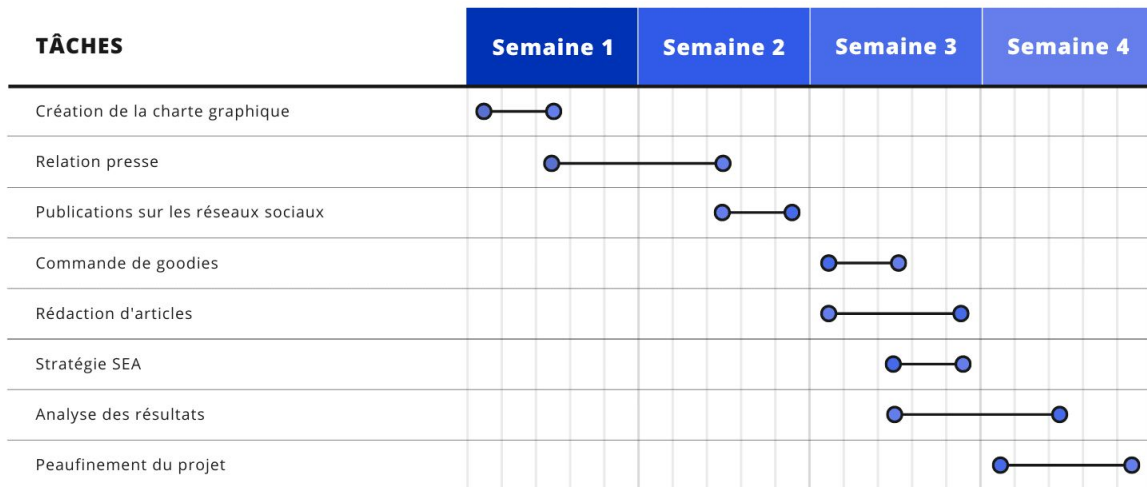 TÂCHES
Semaine 1
Semaine 2
Semaine 3
Semaine 4
Création de la charte graphique
Relation presse
Publications sur les réseaux sociaux
Commande de goodies
Rédaction d'articles
Stratégie SEA
Analyse des résultats
Peaufinement du projet